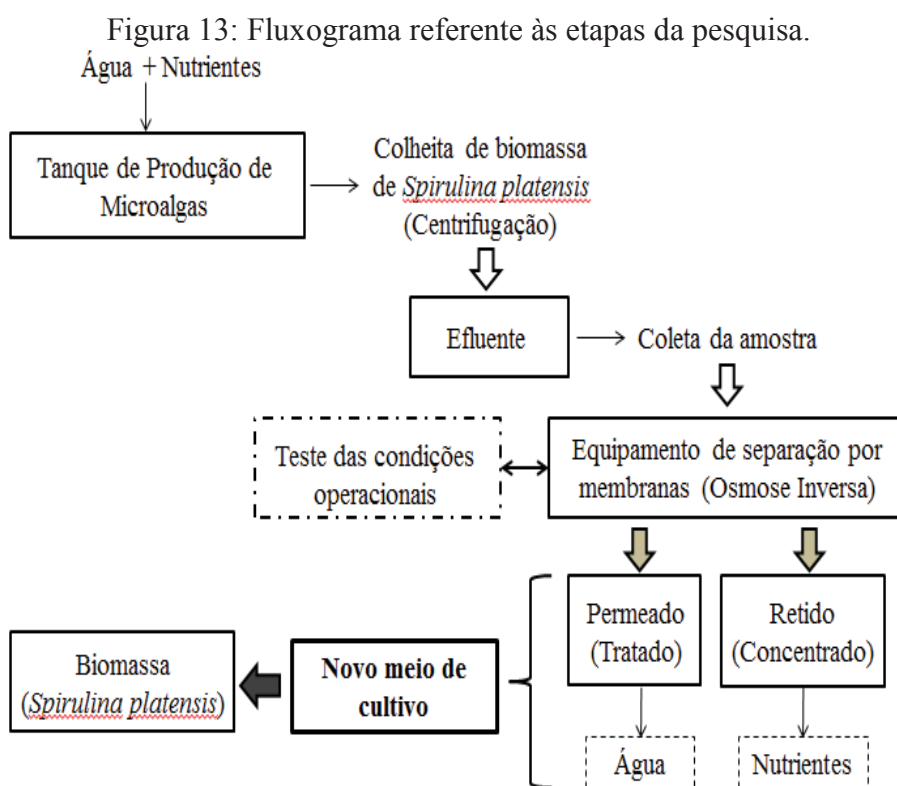 Figura 13: Fluxograma referente às etapas da pesquisa.
Água + Nutrientes
Tanque de Produção de
Microalgas
Colheita de biomassa
de Spirulina platensis
(Centrifugação)
Efluente
Coleta da amostra
Teste das condições
operacionais
Equipamento de separação por
membranas (Osmose Inversa)
Permeado
(Tratado)
Retido
(Concentrado)
Biomassa
(Spirulina platensis)
Novo meio de
cultivo
Água
Nutrientes